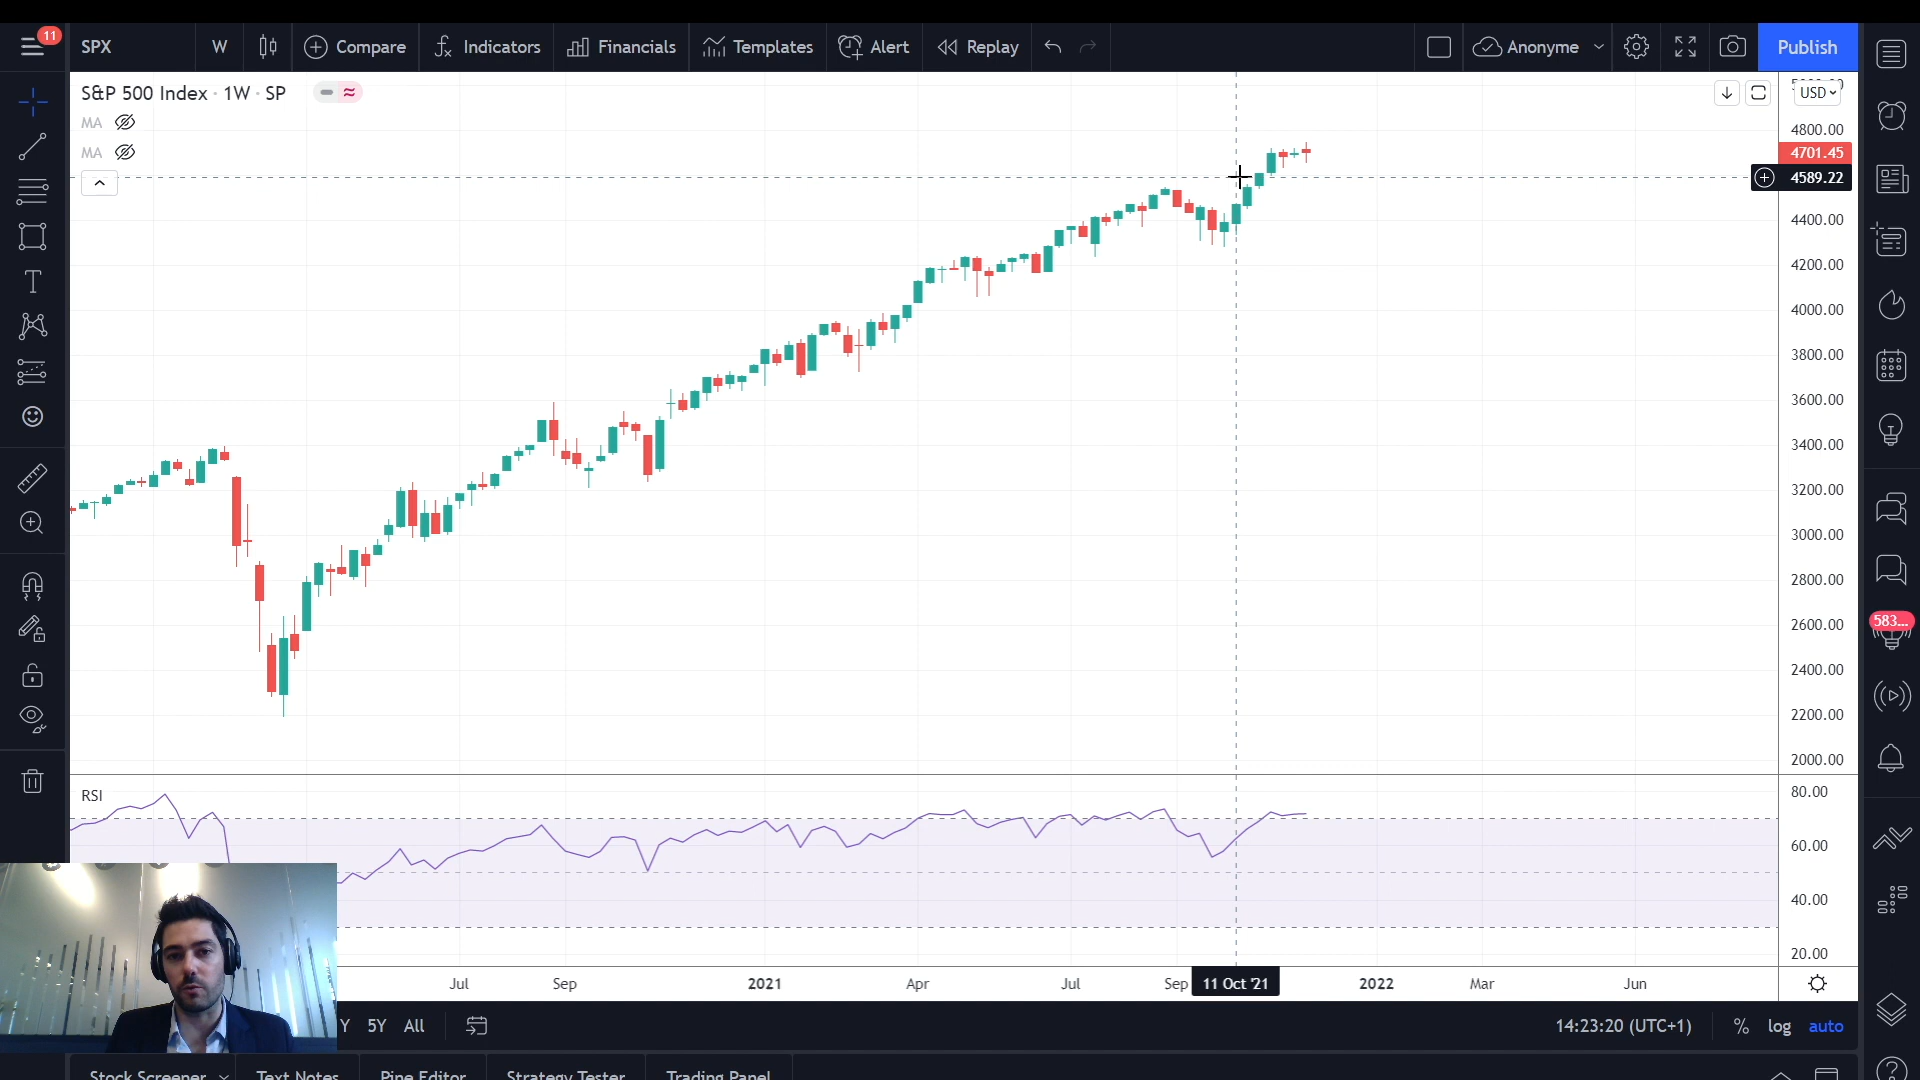 11
SPX
W
Compare
Indicators
Financials
Templates
Alert
Replay
Anonyme
Publish
S&P 500 Index · 1W · SP
MA
MA
USD
4800.00
4701.45
4589.22
4400.00
4200.00
4000.00
3800.00
3600.00
3400.00
3200.00
3000.00
2800.00
2600.00
2400.00
2200.00
2000.00
583...
RSI
80.00
60.00
40.00
20.00
Jul
Sep
2021
Apr
Jul
Sep
11 Oct '21
2022
Mar
Jun
Y
5Y
All
14:23:20 (UTC+1)
%
log
auto
Stock Screener
Text Notes
Pine Editor
Strategy Tester
Trading Panel